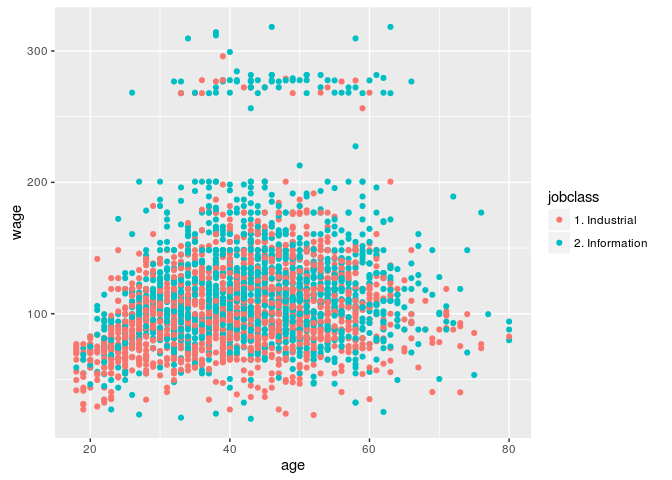 300
200
100
wage
20 40 60 80
age
jobclass
1. Industrial
2. Information